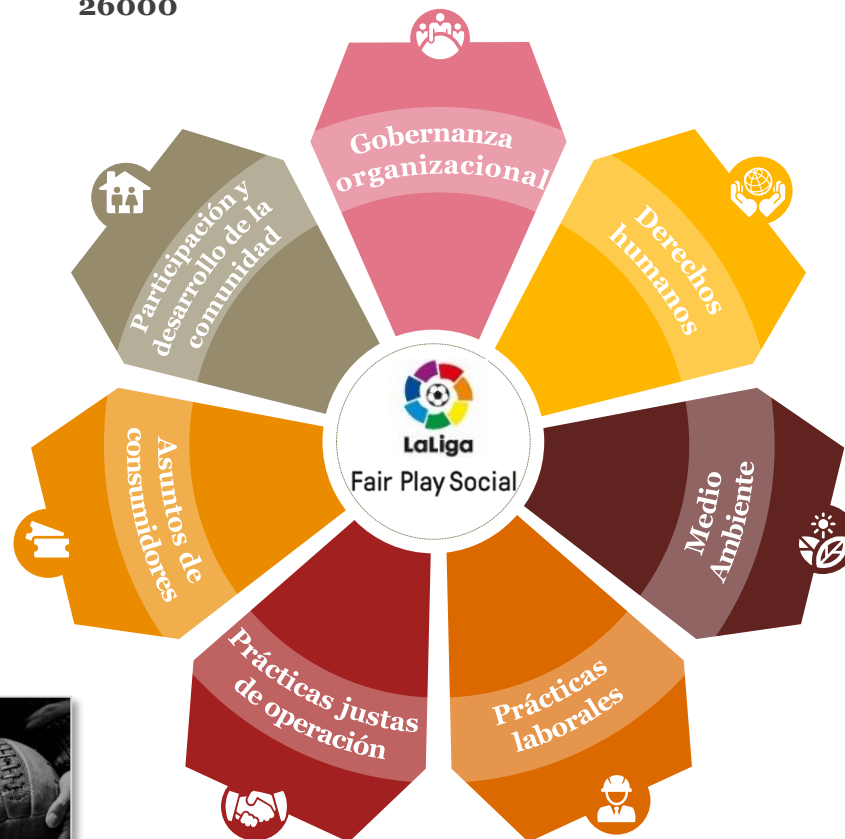 26000
Gobernanza
organizacional
Derechos
humanos
Medio
Ambiente
Prácticas
laborales
Prácticas justas
de operación
Asuntos de
consumidores
Participación y
desarrollo de la
comunidad
LaLiga
Fair Play Social